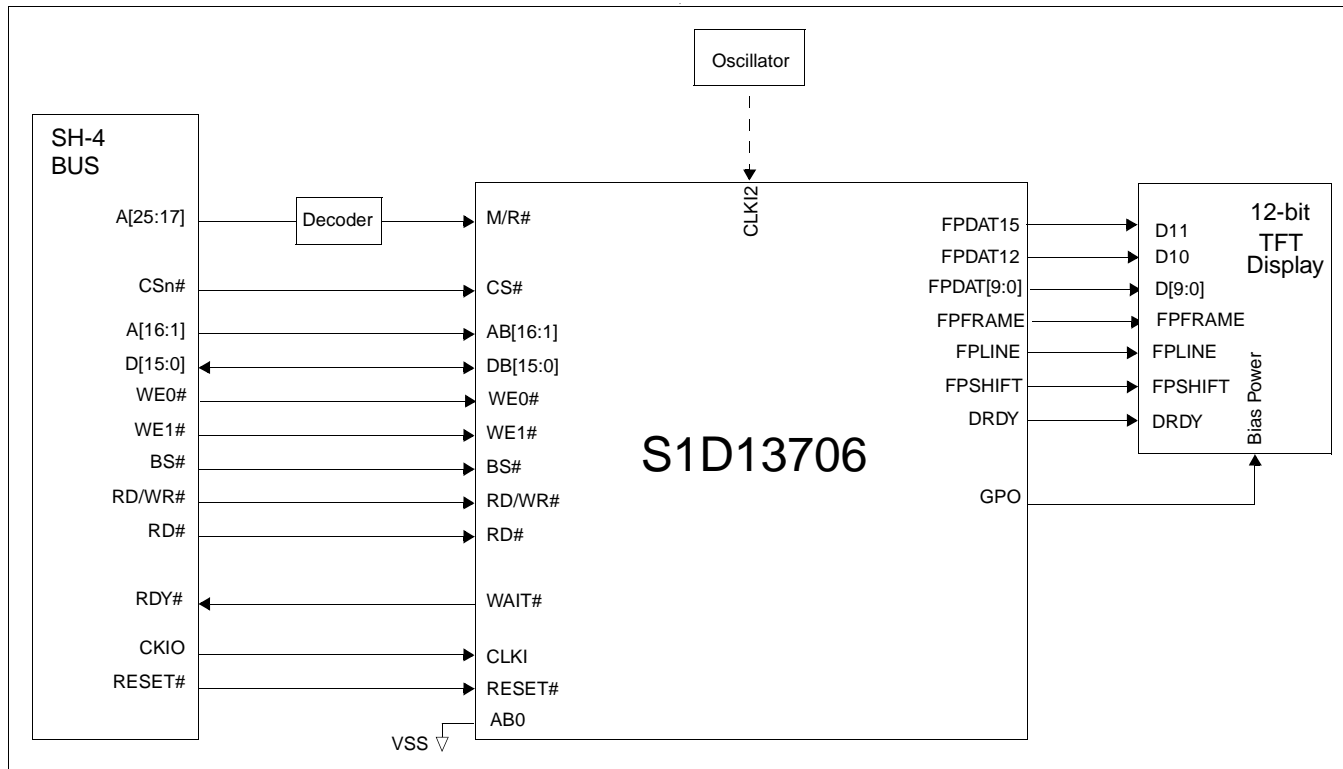 Oscillator
SH-4
BUS
A[25:17]
Decoder
M/R#
CLKI2
CSn#
CS#
A[16:1]
AB[16:1]
D[15:0]
DB[15:0]
WE0#
WE0#
WE1#
WE1#
BS#
BS#
RD/WR#
RD/WR#
RD#
RD#
RDY#
WAIT#
CKIO
CLKI
RESET#
RESET#
AB0
VSS
S1D13706
FPDAT15
FPDAT12
FPDAT[9:0]
FPFRAME
FPLINE
FPSHIFT
DRDY
GPO
12-bit
TFT
Display
D11
D10
D[9:0]
FPFRAME
FPLINE
FPSHIFT
DRDY
Bias Power